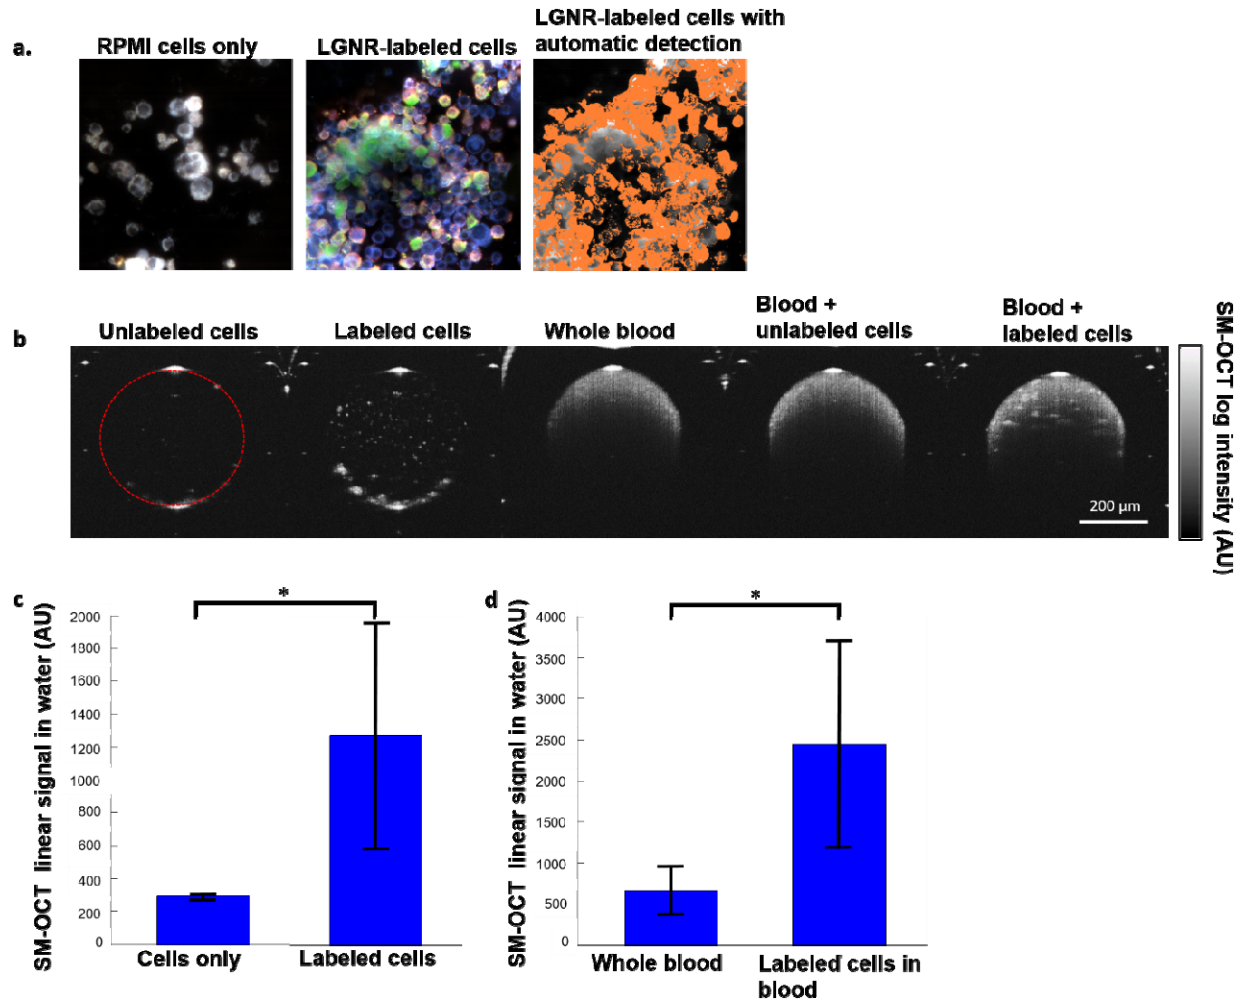 a.
RPMI cells only
LGNR-labeled cells
LGNR-labeled cells with
automatic detection
b
Unlabeled cells
Labeled cells
Whole blood
Blood +
unlabeled cells
Blood +
labeled cells
200 µm
SM-OCT log intensity (AU)
c
SM-OCT linear signal in water (AU)
2000
1800
1600
1400
1200
1000
800
600
400
200
0
*
Cells only
Labeled cells
d
SM-OCT linear signal in water (AU)
4000
3500
3000
2500
2000
1500
1000
500
0
*
Whole blood
Labeled cells in
blood